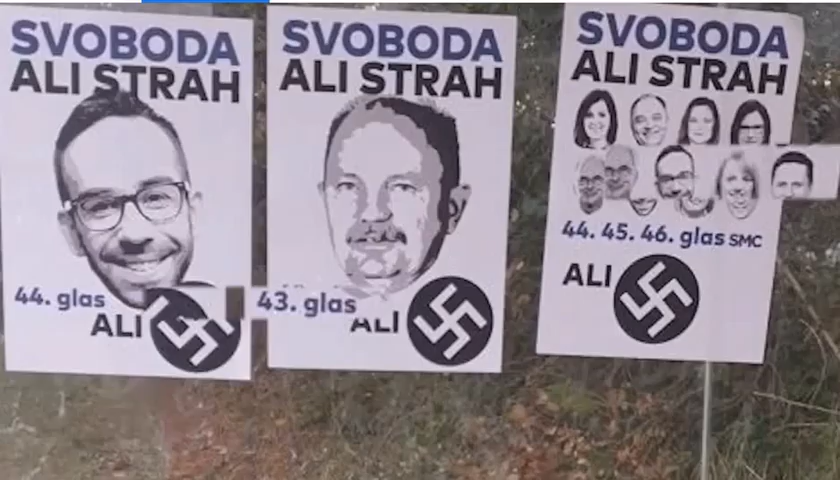 SVOBODA
ALI STRAH
44. glas
ALI
SVOBODA
ALI STRAH
43. glas
ALI
SVOBODA
ALI STRAH
44. 45. 46. glas SMC
ALI